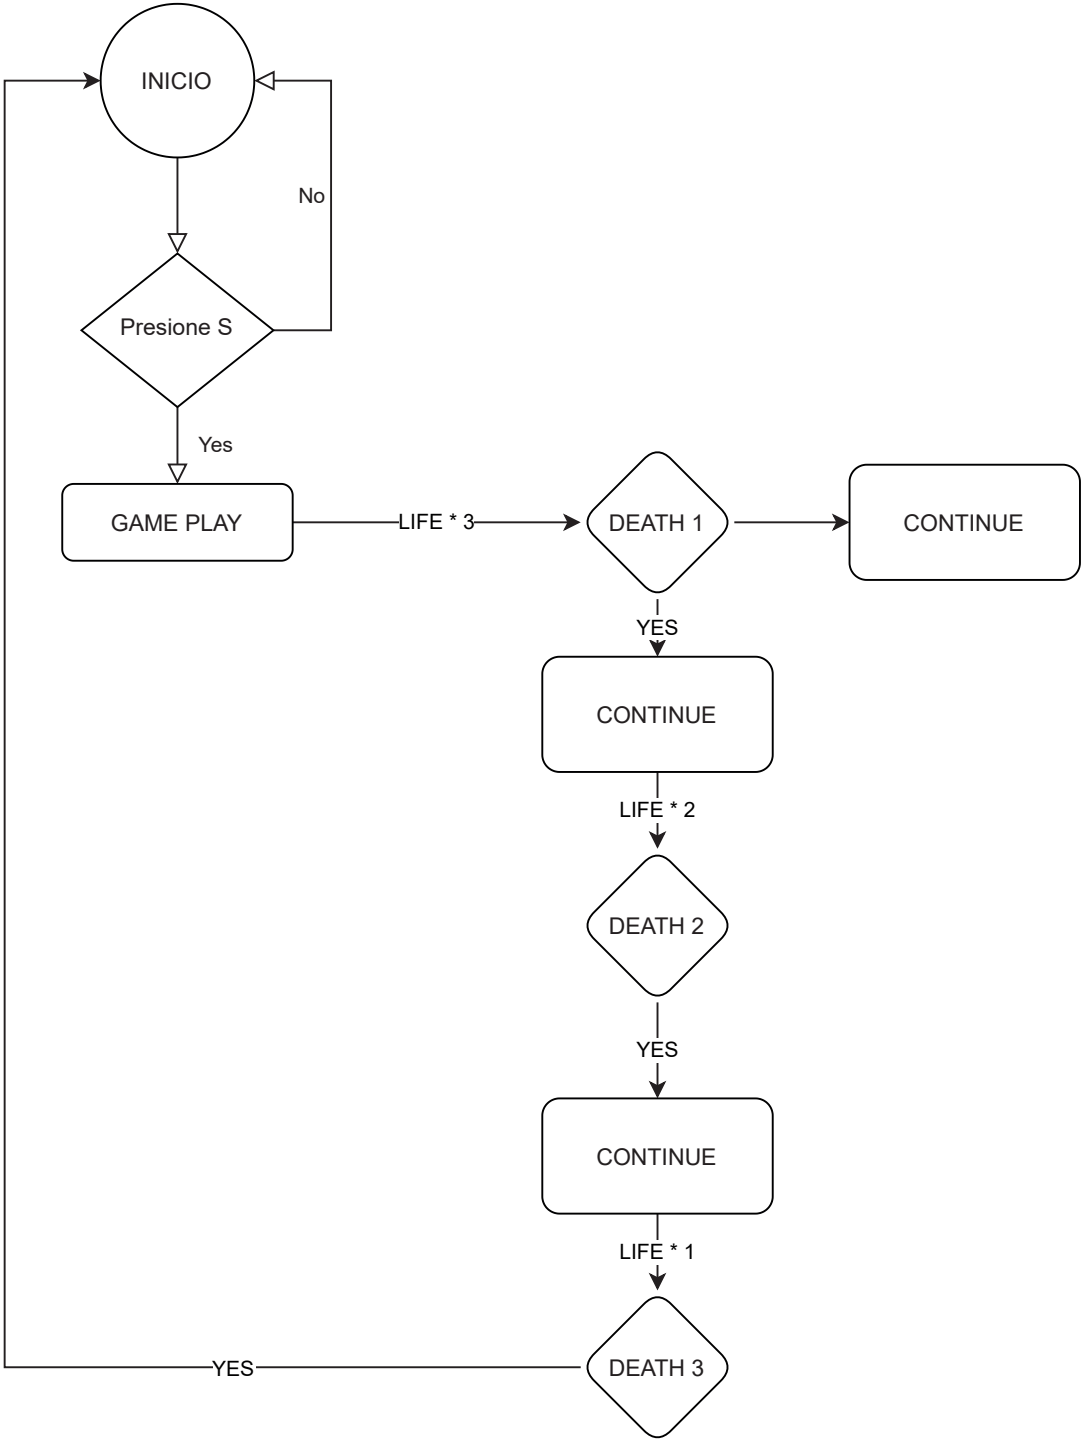 INICIO
No
Presione S
Yes
GAME PLAY
LIFE * 3
DEATH 1
CONTINUE
YES
CONTINUE
LIFE * 2
DEATH 2
YES
CONTINUE
LIFE * 1
DEATH 3
YES